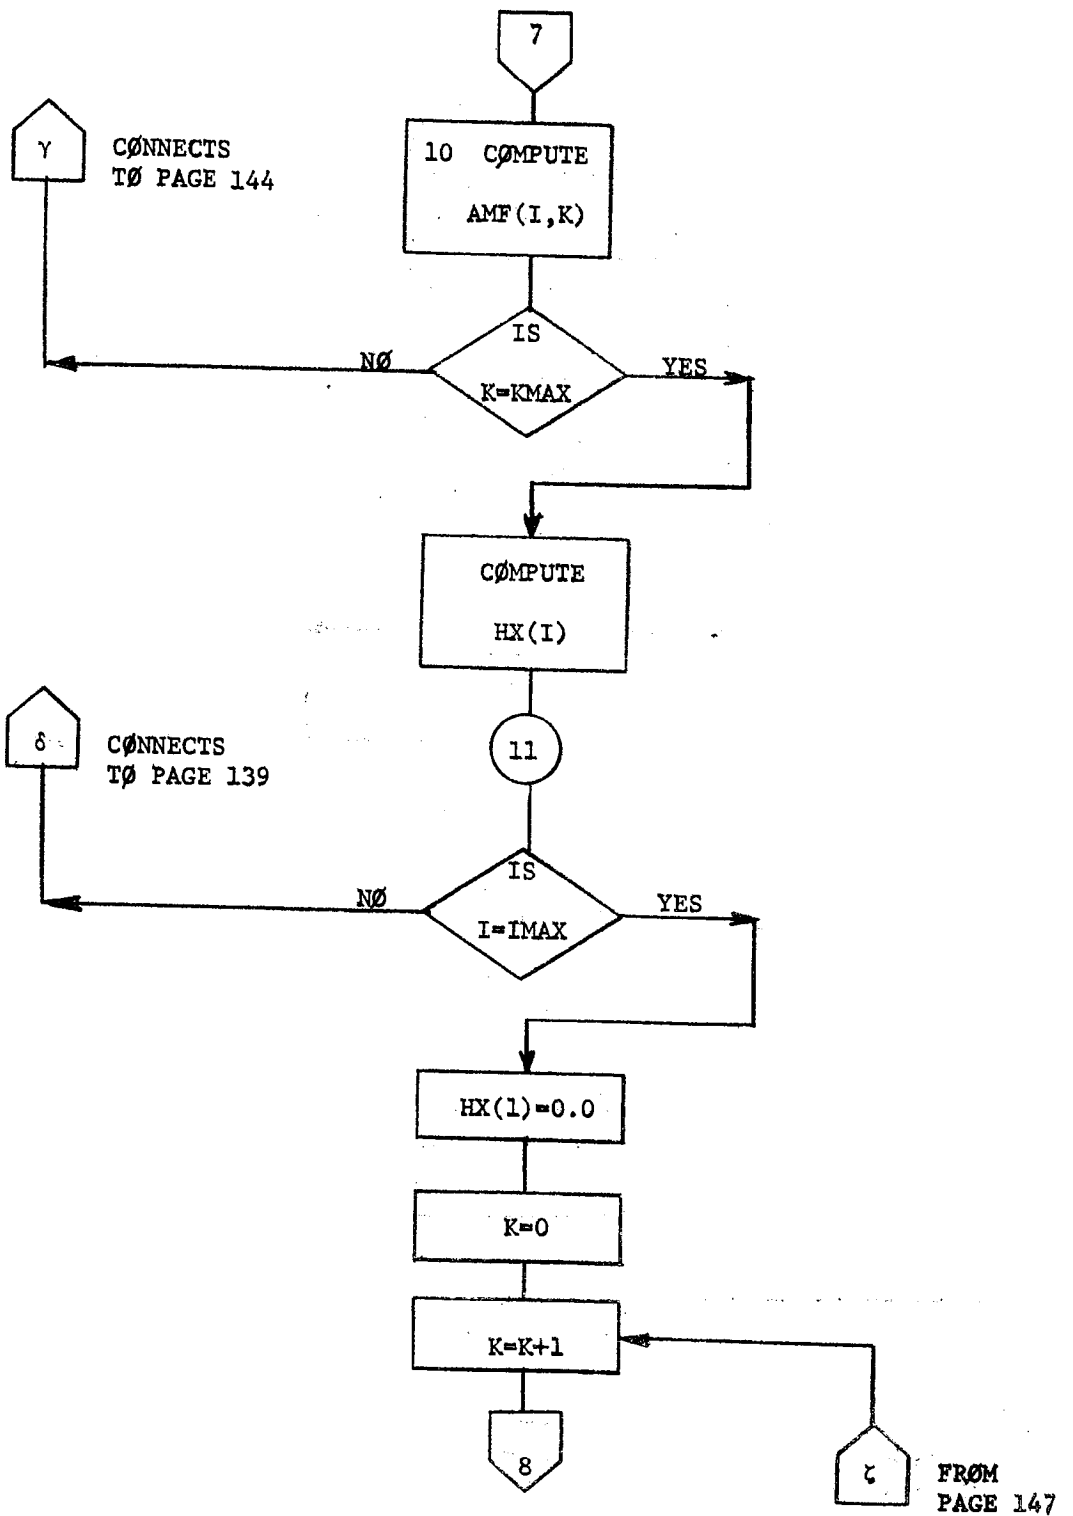 7
10 CØMPUTE
AMF(I,K)
γ
CØNNECTS
TØ PAGE 144
IS
K=KMAX
NØ
YES
CØMPUTE
HX(I)
11
δ
CØNNECTS
TØ PAGE 139
IS
I=IMAX
NØ
YES
HX(1)=0.0
K=0
K=K+1
8
ζ
FRØM
PAGE 147